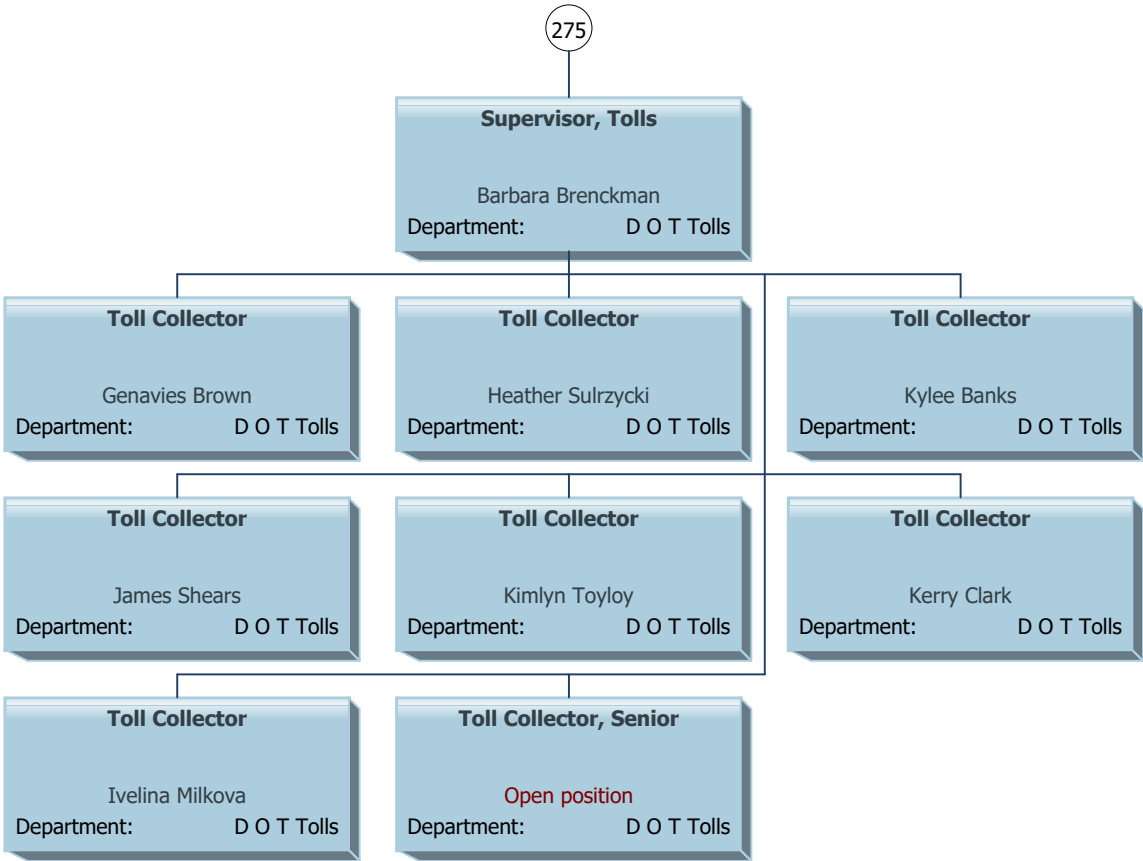 275
Supervisor, Tolls
Barbara Brenckman
Department: D O T Tolls
Toll Collector
Genavies Brown
Department: D O T Tolls
Toll Collector
Heather Sulrzycki
Department: D O T Tolls
Toll Collector
Kylee Banks
Department: D O T Tolls
Toll Collector
James Shears
Department: D O T Tolls
Toll Collector
Kimlyn Toyloy
Department: D O T Tolls
Toll Collector
Kerry Clark
Department: D O T Tolls
Toll Collector
Ivelina Milkova
Department: D O T Tolls
Toll Collector, Senior
Open position
Department: D O T Tolls